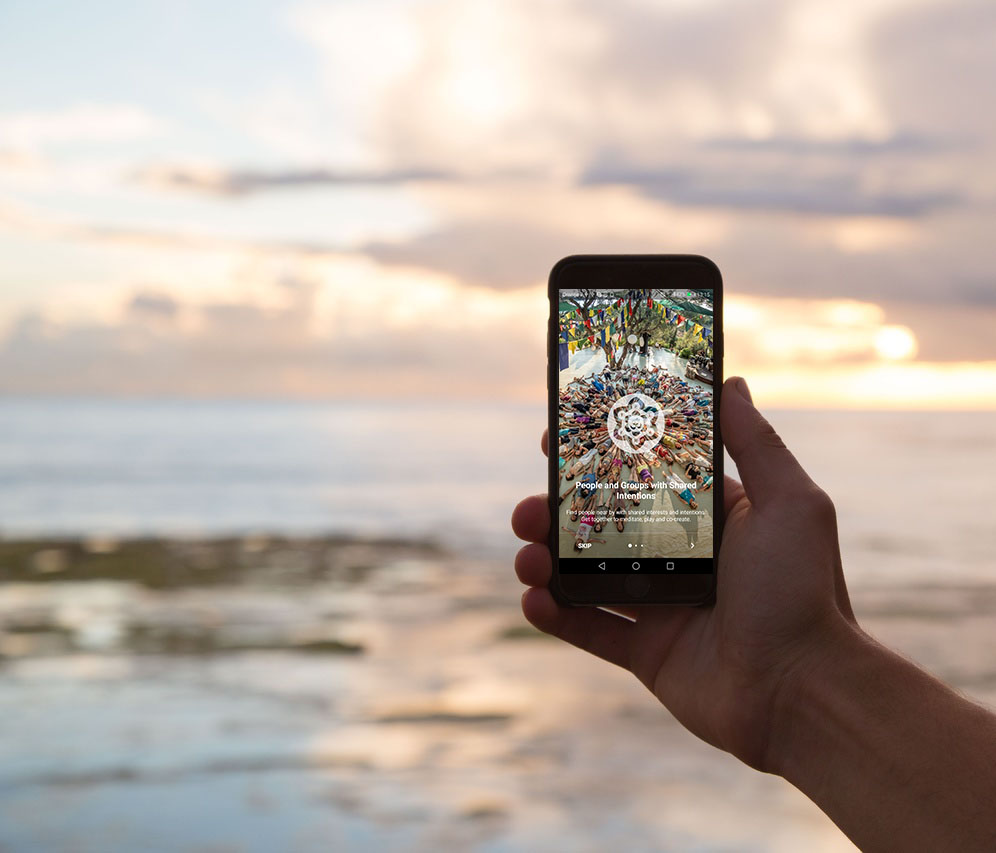 People and Groups with Shared
Intentions
Find people near by with shared interests and intentions.
Get together to meditate, play and co-create.
SKIP